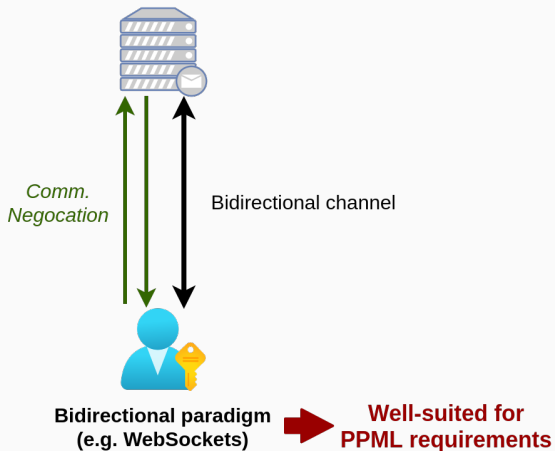 Comm.
Negocation
Bidirectional channel
Bidirectional paradigm
(e.g. WebSockets)
Well-suited for
PPML requirements